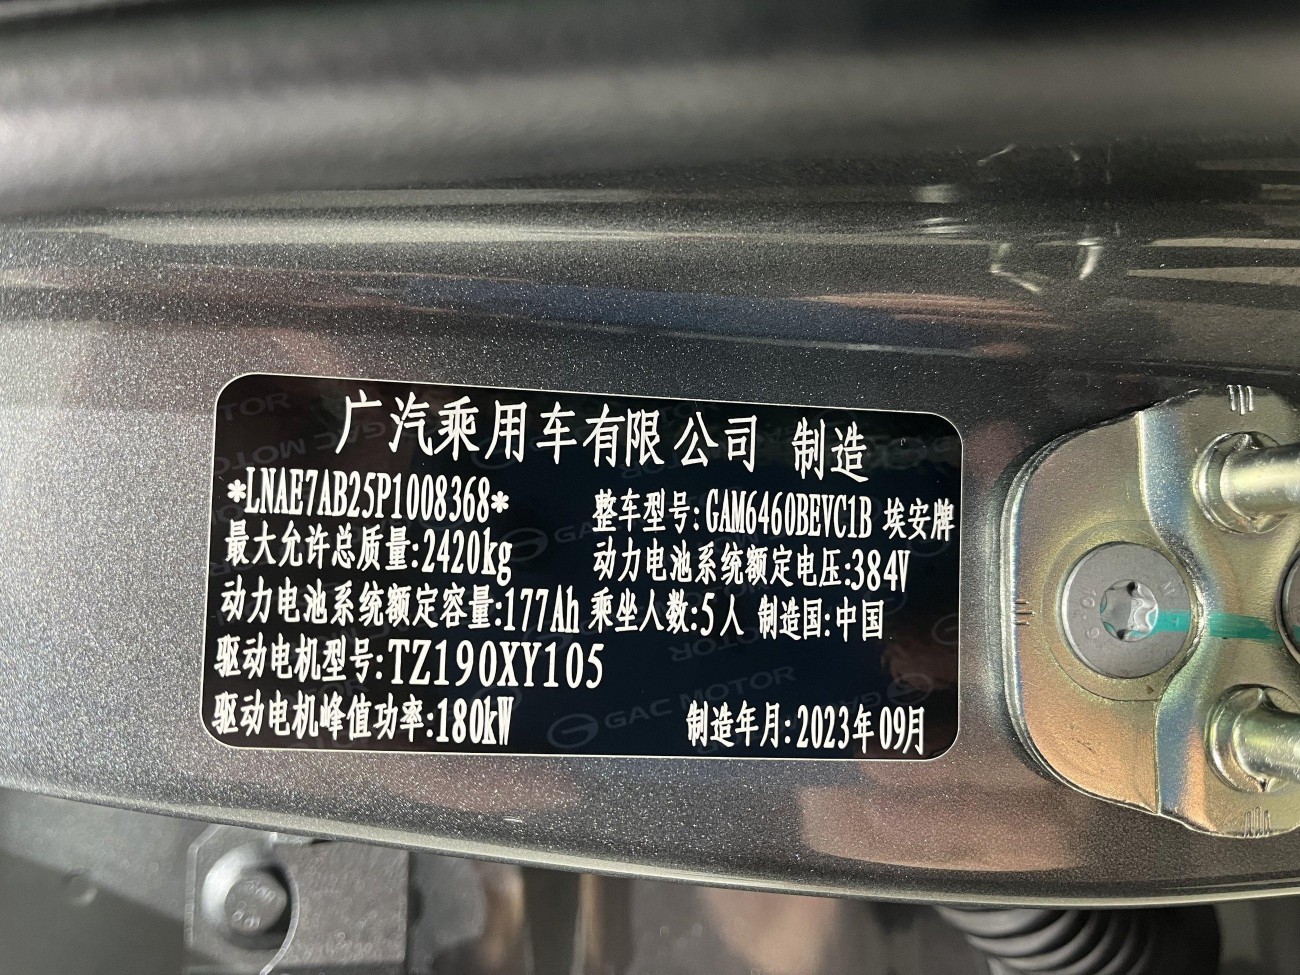 广汽乘用车有限公司 制造
*LNAE7AB25P1008368*
整车型号:GAM6460BEVC1B 埃安牌
最大允许总质量:2420kg
动力电池系统额定电压:384V
动力电池系统额定容量:177Ah 乘坐人数:5人 制造国:中国
驱动电机型号:TZ190XY105
驱动电机峰值功率:180kW
制造年月:2023年09月
GAC MOTOR